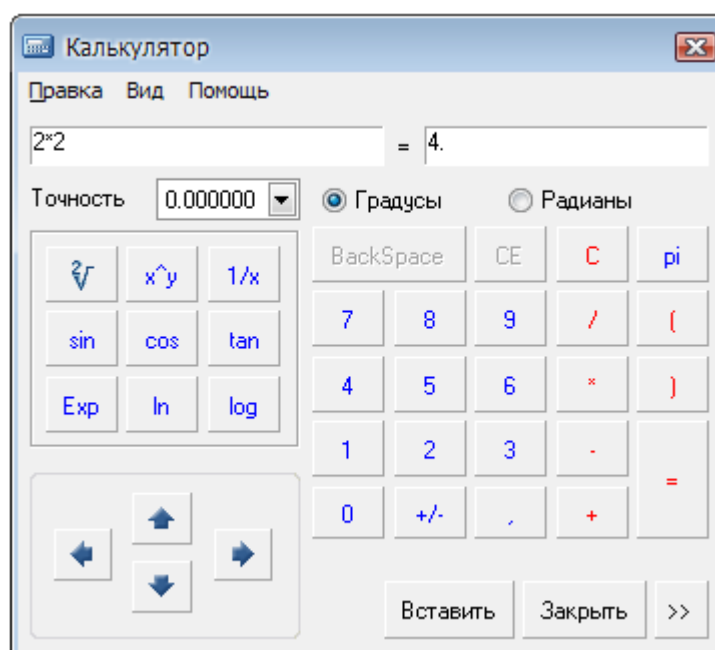 Калькулятор
Правка Вид Помощь
2*2 = 4.
Точность 0.000000 Градусы Радианы
2√ x^y 1/x BackSpace CE C pi
sin cos tan 7 8 9 / (
Exp ln log 4 5 6 * )
1 2 3 -
0 +/- , + =
Вставить Закрыть >>